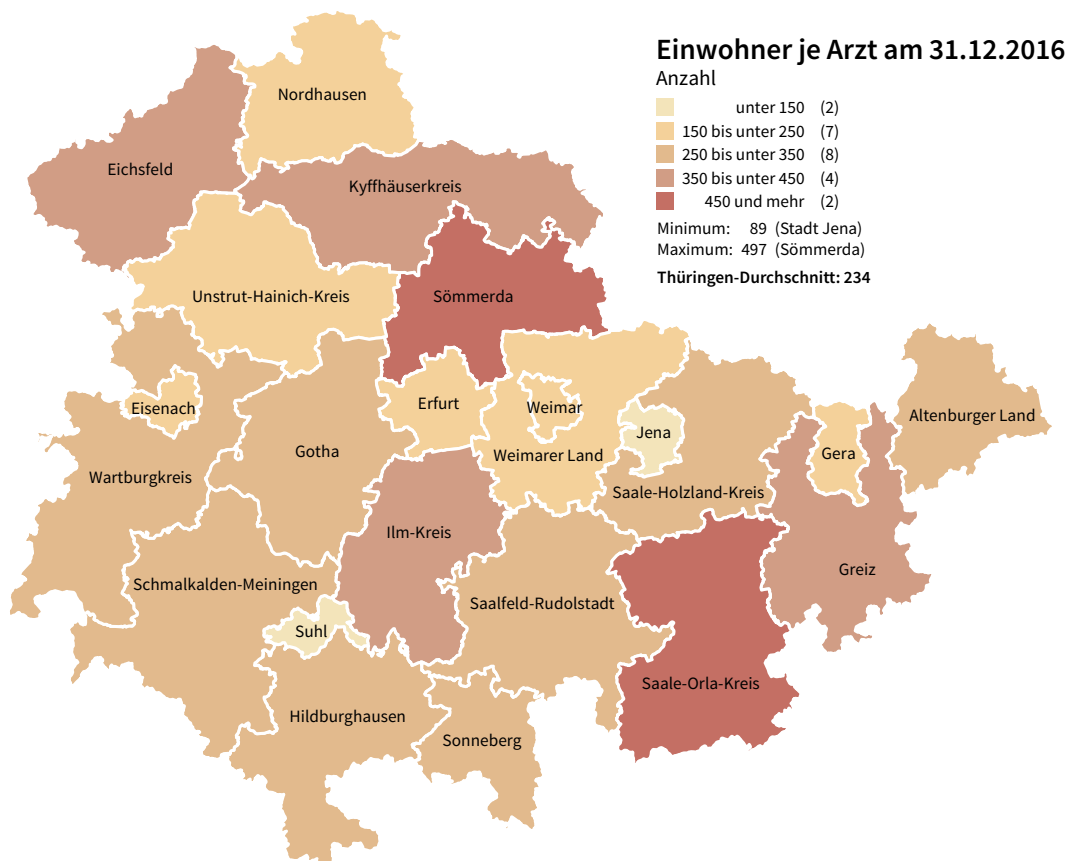 Einwohner je Arzt am 31.12.2016
Anzahl
unter 150 (2)
150 bis unter 250 (7)
250 bis unter 350 (8)
350 bis unter 450 (4)
450 und mehr (2)
Minimum: 89 (Stadt Jena)
Maximum: 497 (Sömmerda)
Thüringen-Durchschnitt: 234
Nordhausen
Eichsfeld
Kyffhäuserkreis
Unstrut-Hainich-Kreis
Sömmerda
Eisenach
Erfurt
Weimar
Altenburger Land
Jena
Gotha
Weimarer Land
Gera
Wartburgkreis
Saale-Holzland-Kreis
Ilm-Kreis
Greiz
Schmalkalden-Meiningen
Saalfeld-Rudolstadt
Suhl
Saale-Orla-Kreis
Hildburghausen
Sonneberg